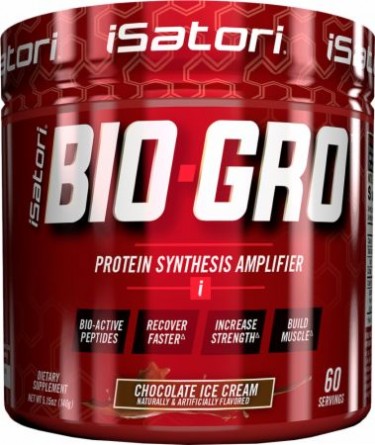 iSatori
iSatori
iSatori
iSatori
BIO-GRO
PROTEIN SYNTHESIS AMPLIFIER
i
BIO-ACTIVE
PEPTIDES
RECOVER
FASTER△
INCREASE
STRENGTH△
BUILD
MUSCLE△
DIETARY
SUPPLEMENT
CHOCOLATE ICE CREAM
NATURALLY & ARTIFICIALLY FLAVORED
60
SERVINGS